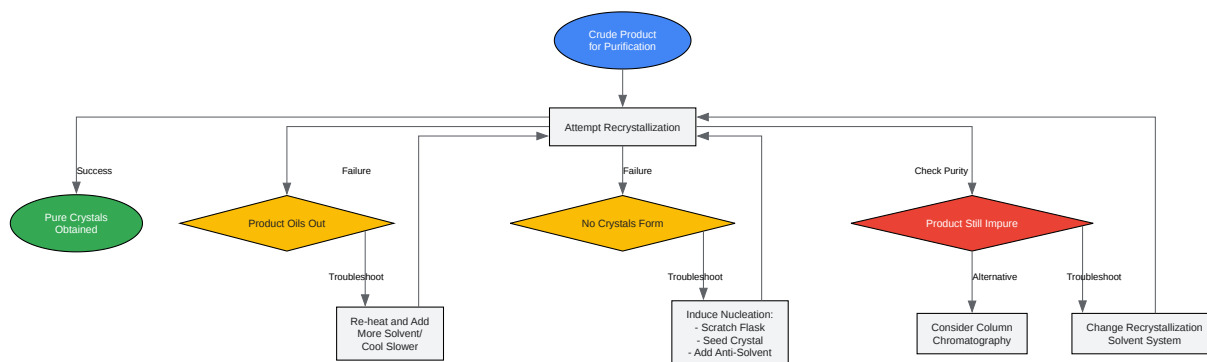 Crude Product
for Purification
Attempt Recrystallization
Success
Failure
Failure
Check Purity
Pure Crystals
Obtained
Product Oils Out
No Crystals Form
Product Still Impure
Troubleshoot
Troubleshoot
Alternative
Troubleshoot
Re-heat and Add
More Solvent/
Cool Slower
Induce Nucleation:
- Scratch Flask
- Seed Crystal
- Add Anti-Solvent
Consider Column
Chromatography
Change Recrystallization
Solvent System